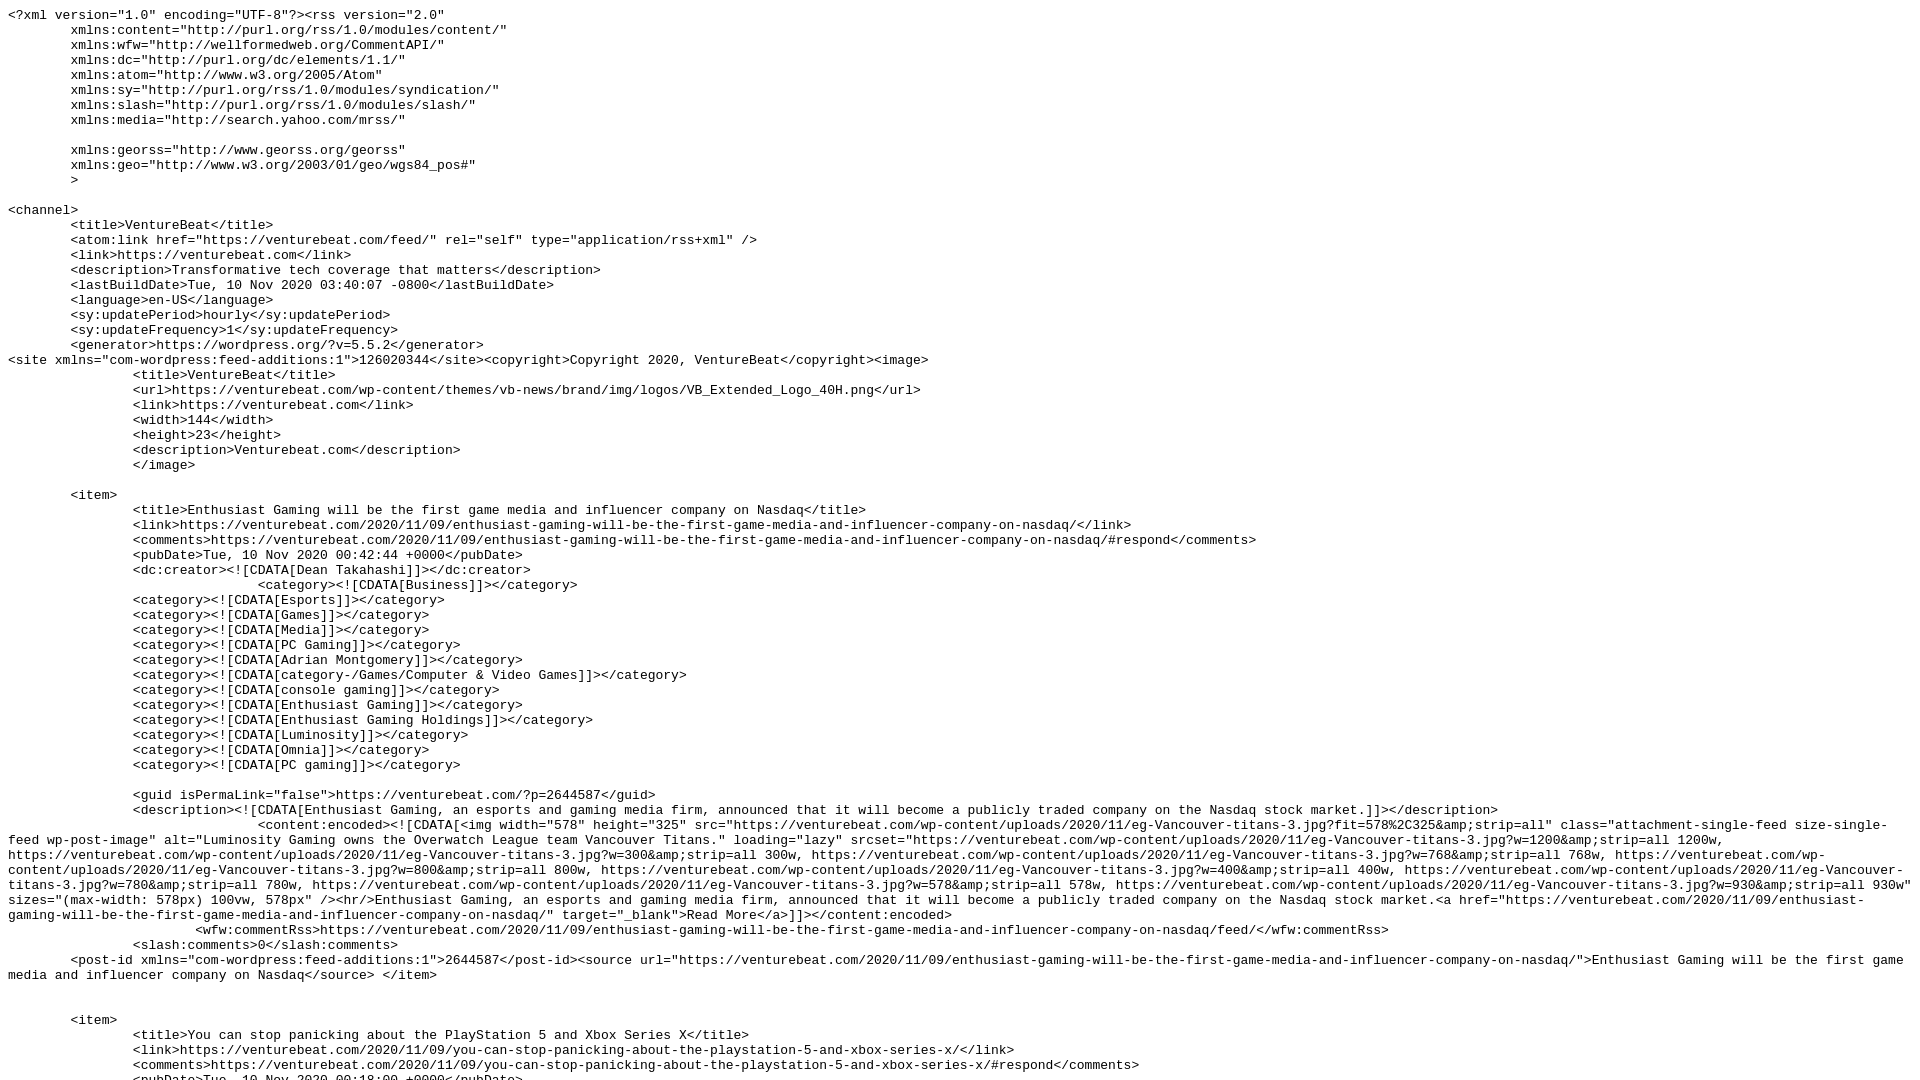 <?xml version="1.0" encoding="UTF-8"?><rss version="2.0"
xmlns:content="http://purl.org/rss/1.0/modules/content/"
xmlns:wfw="http://wellformedweb.org/CommentAPI/"
xmlns:dc="http://purl.org/dc/elements/1.1/"
xmlns:atom="http://www.w3.org/2005/Atom"
xmlns:sy="http://purl.org/rss/1.0/modules/syndication/"
xmlns:slash="http://purl.org/rss/1.0/modules/slash/"
xmlns:media="http://search.yahoo.com/mrss/"
xmlns:georss="http://www.georss.org/georss"
xmlns:geo="http://www.w3.org/2003/01/geo/wgs84_pos#"
>
<channel>
<title>VentureBeat</title>
<atom:link href="https://venturebeat.com/feed/" rel="self" type="application/rss+xml" />
<link>https://venturebeat.com</link>
<description>Transformative tech coverage that matters</description>
<lastBuildDate>Tue, 10 Nov 2020 03:40:07 -0800</lastBuildDate>
<language>en-US</language>
<sy:updatePeriod>hourly</sy:updatePeriod>
<sy:updateFrequency>1</sy:updateFrequency>
<generator>https://wordpress.org/?v=5.5.2</generator>
<site xmlns="com-wordpress:feed-additions:1">126020344</site><copyright>Copyright 2020, VentureBeat</copyright><image>
<title>VentureBeat</title>
<url>https://venturebeat.com/wp-content/themes/vb-news/brand/img/logos/VB_Extended_Logo_40H.png</url>
<link>https://venturebeat.com</link>
<width>144</width>
<height>23</height>
<description>Venturebeat.com</description>
</image>
<item>
<title>Enthusiast Gaming will be the first game media and influencer company on Nasdaq</title>
<link>https://venturebeat.com/2020/11/09/enthusiast-gaming-will-be-the-first-game-media-and-influencer-company-on-nasdaq/</link>
<comments>https://venturebeat.com/2020/11/09/enthusiast-gaming-will-be-the-first-game-media-and-influencer-company-on-nasdaq/#respond</comments>
<pubDate>Tue, 10 Nov 2020 00:42:44 +0000</pubDate>
<dc:creator><![CDATA[Dean Takahashi]]></dc:creator>
<category><![CDATA[Business]]></category>
<category><![CDATA[Esports]]></category>
<category><![CDATA[Games]]></category>
<category><![CDATA[Media]]></category>
<category><![CDATA[PC Gaming]]></category>
<category><![CDATA[Adrian Montgomery]]></category>
<category><![CDATA[category-/Games/Computer & Video Games]]></category>
<category><![CDATA[console gaming]]></category>
<category><![CDATA[Enthusiast Gaming]]></category>
<category><![CDATA[Enthusiast Gaming Holdings]]></category>
<category><![CDATA[Luminosity]]></category>
<category><![CDATA[Omnia]]></category>
<category><![CDATA[PC gaming]]></category>
<guid isPermaLink="false">https://venturebeat.com/?p=2644587</guid>
<description><![CDATA[Enthusiast Gaming, an esports and gaming media firm, announced that it will become a publicly traded company on the Nasdaq stock market.]]></description>
<content:encoded><![CDATA[<img width="578" height="325" src="https://venturebeat.com/wp-content/uploads/2020/11/eg-Vancouver-titans-3.jpg?fit=578%2C325&amp;strip=all" class="attachment-single-feed size-single-
feed wp-post-image" alt="Luminosity Gaming owns the Overwatch League team Vancouver Titans." loading="lazy" srcset="https://venturebeat.com/wp-content/uploads/2020/11/eg-Vancouver-titans-3.jpg?w=1200&amp;strip=all 1200w,
https://venturebeat.com/wp-content/uploads/2020/11/eg-Vancouver-titans-3.jpg?w=300&amp;strip=all 300w, https://venturebeat.com/wp-content/uploads/2020/11/eg-Vancouver-titans-3.jpg?w=768&amp;strip=all 768w, https://venturebeat.com/wp-
content/uploads/2020/11/eg-Vancouver-titans-3.jpg?w=800&amp;strip=all 800w, https://venturebeat.com/wp-content/uploads/2020/11/eg-Vancouver-titans-3.jpg?w=400&amp;strip=all 400w, https://venturebeat.com/wp-content/uploads/2020/11/eg-Vancouver-
titans-3.jpg?w=780&amp;strip=all 780w, https://venturebeat.com/wp-content/uploads/2020/11/eg-Vancouver-titans-3.jpg?w=578&amp;strip=all 578w, https://venturebeat.com/wp-content/uploads/2020/11/eg-Vancouver-titans-3.jpg?w=930&amp;strip=all 930w"
sizes="(max-width: 578px) 100vw, 578px" /><hr/>Enthusiast Gaming, an esports and gaming media firm, announced that it will become a publicly traded company on the Nasdaq stock market.<a href="https://venturebeat.com/2020/11/09/enthusiast-
gaming-will-be-the-first-game-media-and-influencer-company-on-nasdaq/" target="_blank">Read More</a>]]></content:encoded>
<wfw:commentRss>https://venturebeat.com/2020/11/09/enthusiast-gaming-will-be-the-first-game-media-and-influencer-company-on-nasdaq/feed/</wfw:commentRss>
<slash:comments>0</slash:comments>
<post-id xmlns="com-wordpress:feed-additions:1">2644587</post-id><source url="https://venturebeat.com/2020/11/09/enthusiast-gaming-will-be-the-first-game-media-and-influencer-company-on-nasdaq/">Enthusiast Gaming will be the first game
media and influencer company on Nasdaq</source> </item>
<item>
<title>You can stop panicking about the PlayStation 5 and Xbox Series X</title>
<link>https://venturebeat.com/2020/11/09/you-can-stop-panicking-about-the-playstation-5-and-xbox-series-x/</link>
<comments>https://venturebeat.com/2020/11/09/you-can-stop-panicking-about-the-playstation-5-and-xbox-series-x/#respond</comments>
<pubDate>Tue, 10 Nov 2020 00:18:00 +0000</pubDate>